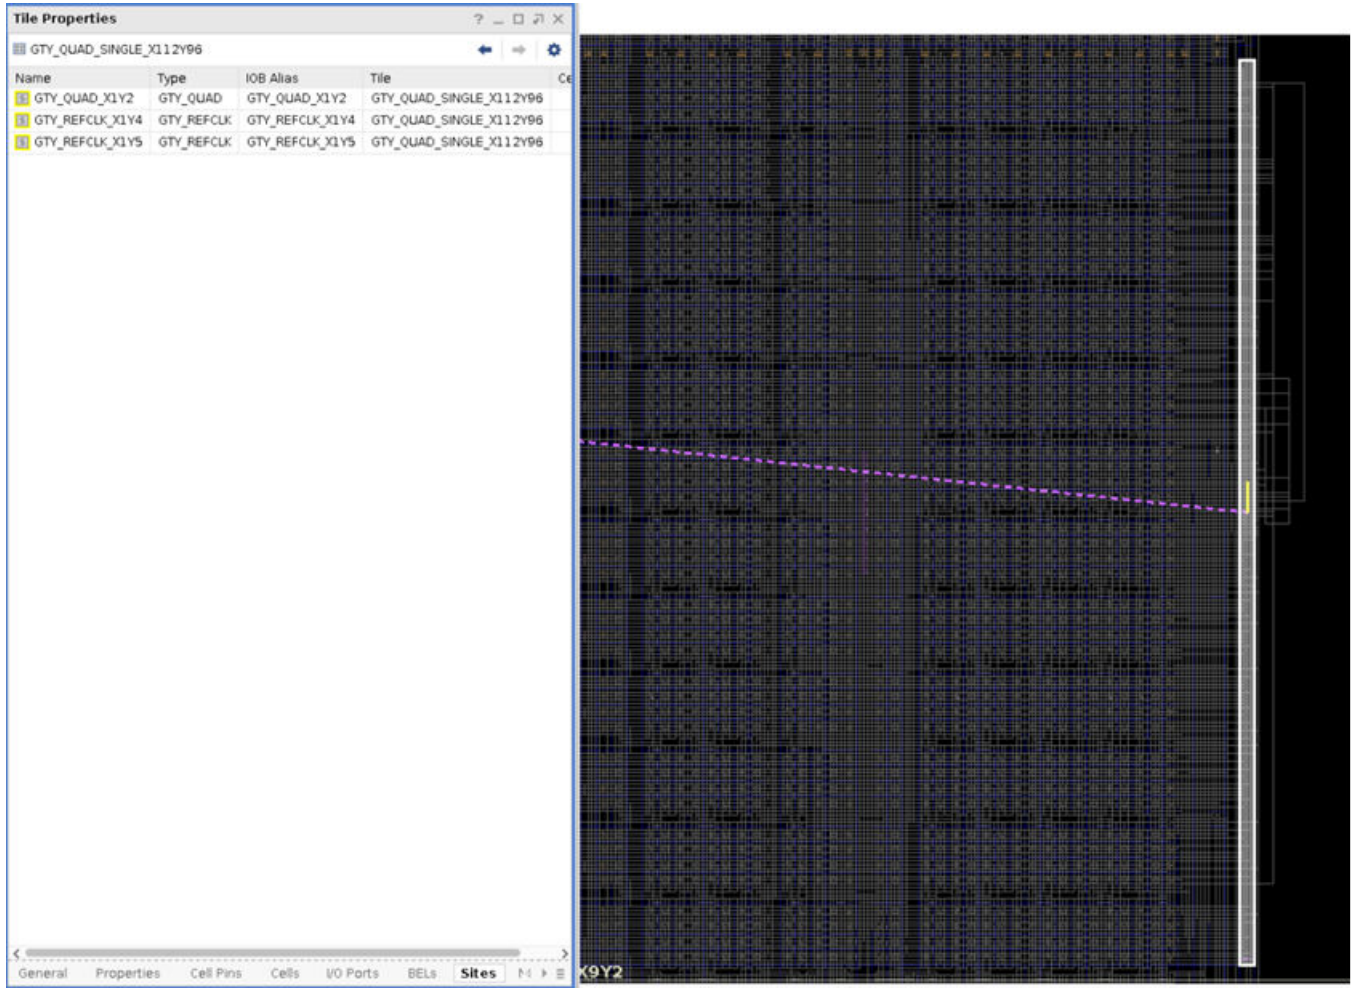 Tile Properties
GTY_QUAD_SINGLE_X112Y96
Name Type IOB Alias Tile Ce
GTY_QUAD_X1Y2 GTY_QUAD GTY_QUAD_X1Y2 GTY_QUAD_SINGLE_X112Y96
GTY_REFCLK_X1Y4 GTY_REFCLK GTY_REFCLK_X1Y4 GTY_QUAD_SINGLE_X112Y96
GTY_REFCLK_X1Y5 GTY_REFCLK GTY_REFCLK_X1Y5 GTY_QUAD_SINGLE_X112Y96
General Properties Cell Pins Cells I/O Ports BELs Sites
X9Y2